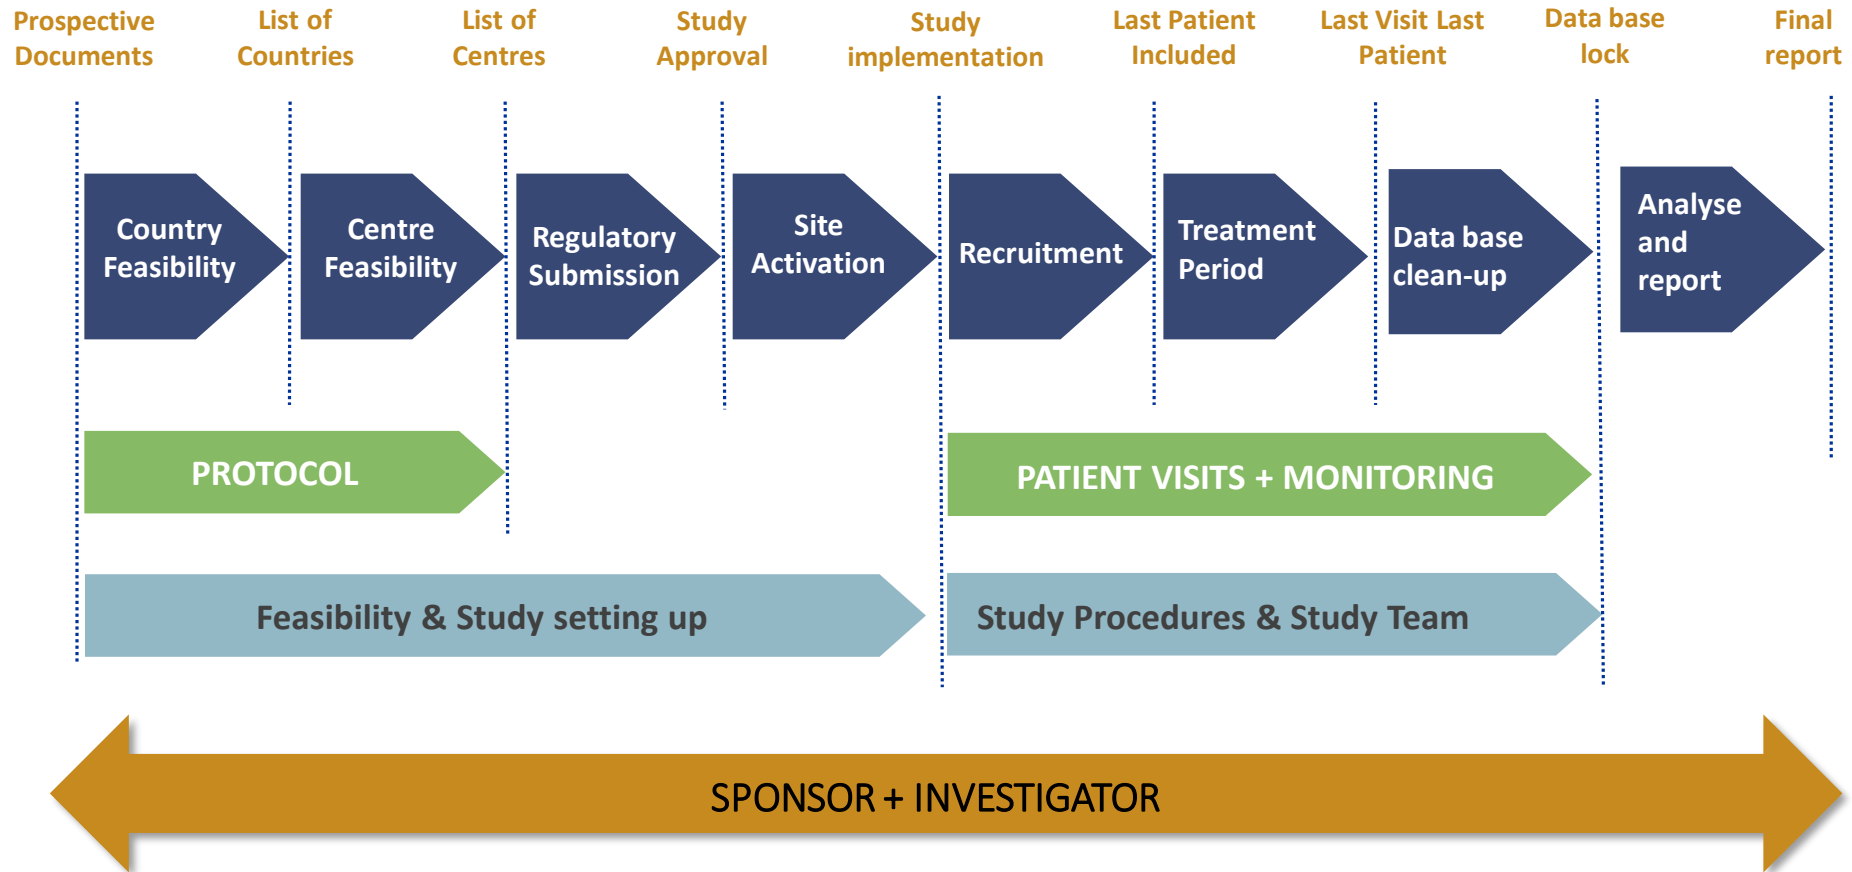 Prospective
Documents
List of
Countries
List of
Centres
Study
Approval
Study
implementation
Last Patient
Included
Last Visit Last
Patient
Data base
lock
Final
report
Country
Feasibility
Centre
Feasibility
Regulatory
Submission
Site
Activation
Recruitment
Treatment
Period
Data base
clean-up
Analyse
and
report
PROTOCOL
PATIENT VISITS + MONITORING
Feasibility & Study setting up
Study Procedures & Study Team
SPONSOR + INVESTIGATOR